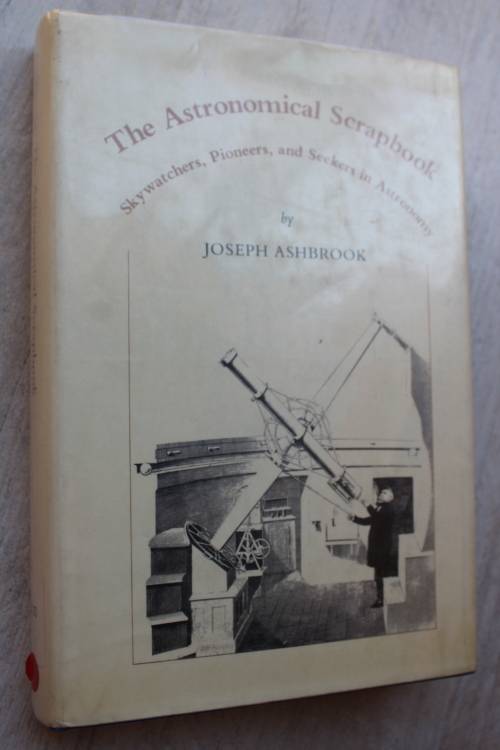 The Astronomical Scrapbook
Skywatchers, Pioneers, and Seekers in Astronomy
by
JOSEPH ASHBROOK